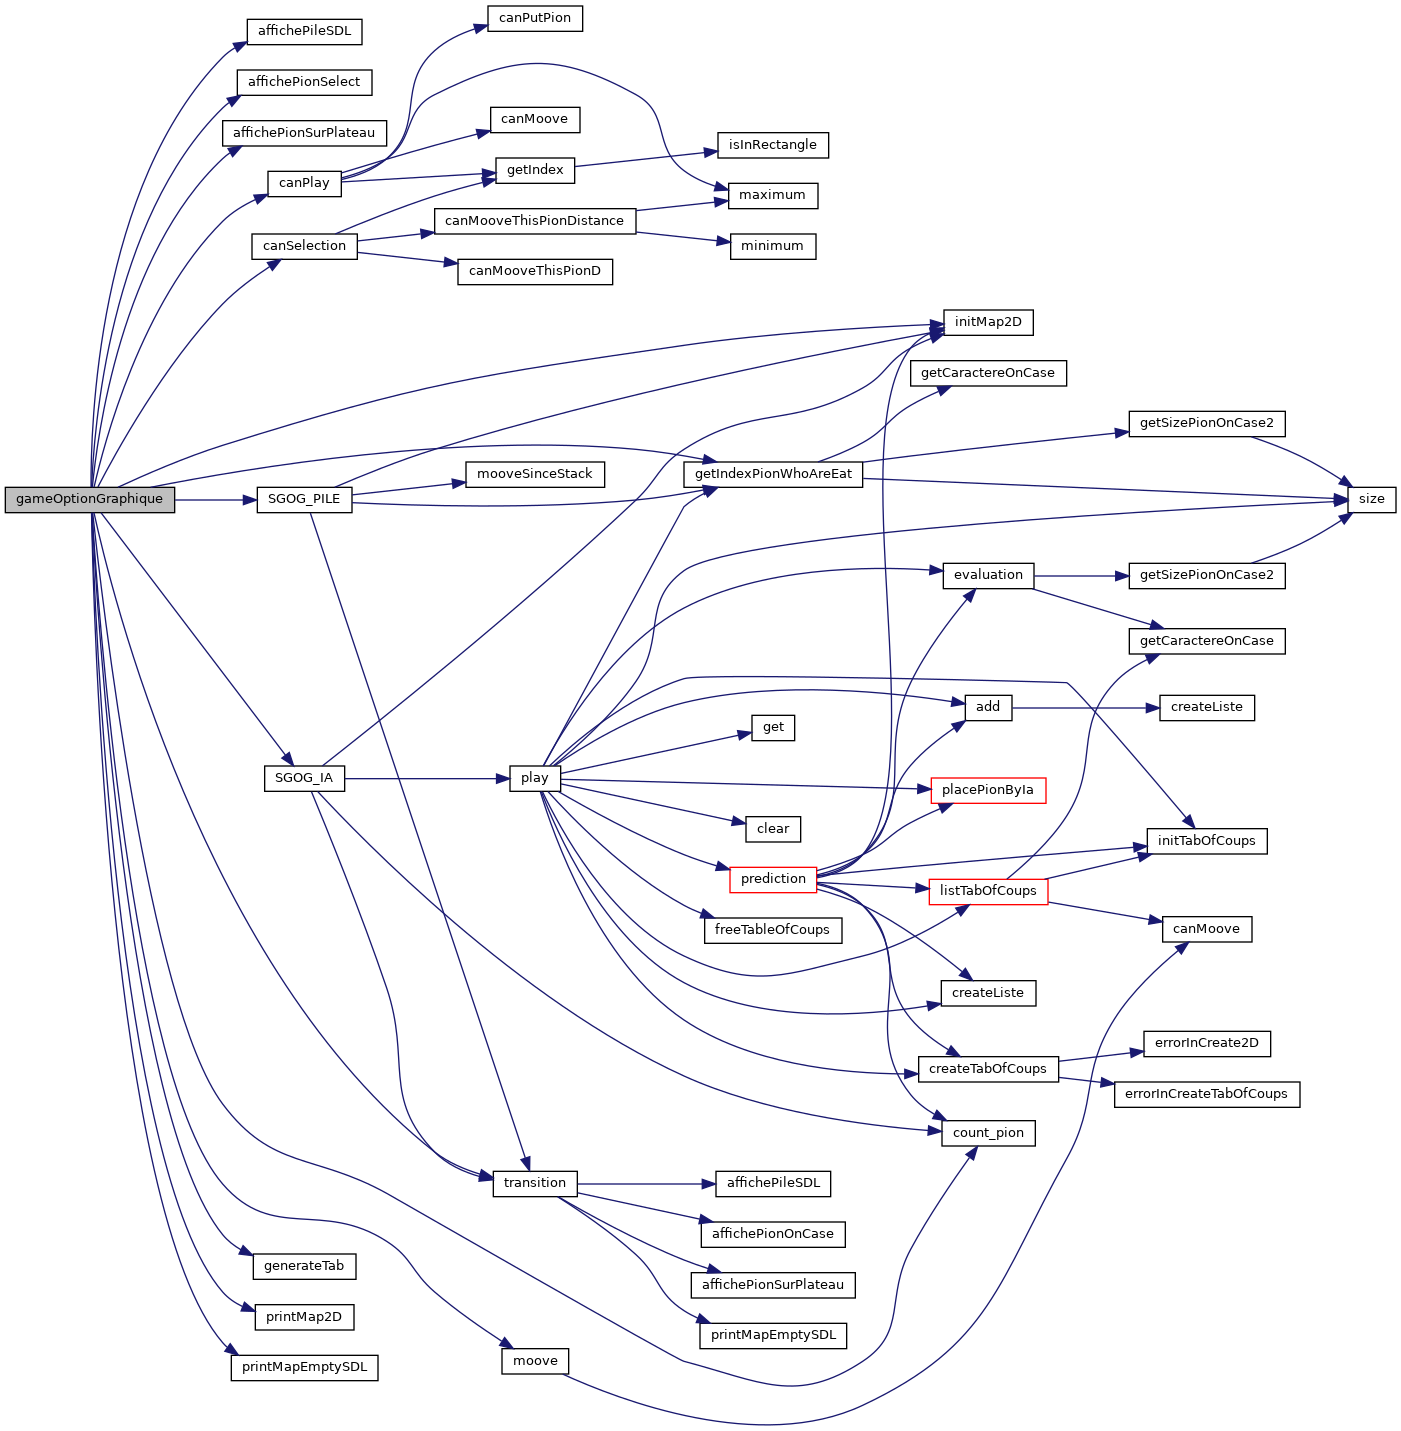 canPutPion
affichePileSDL
affichePionSelect
canMoove
affichePionSurPlateau
isInRectangle
getIndex
canPlay
maximum
canMooveThisPionDistance
canSelection
minimum
canMooveThisPionD
initMap2D
getCaractereOnCase
getSizePionOnCase2
mooveSinceStack
getIndexPionWhoAreEat
gameOptionGraphique
SGOG_PILE
size
evaluation
getSizePionOnCase2
getCaractereOnCase
add
createListe
get
SGOG_IA
play
placePionByIa
clear
initTabOfCoups
prediction
listTabOfCoups
freeTableOfCoups
canMoove
createListe
errorInCreate2D
createTabOfCoups
errorInCreateTabOfCoups
count_pion
transition
affichePileSDL
affichePionOnCase
generateTab
affichePionSurPlateau
printMap2D
printMapEmptySDL
moove
printMapEmptySDL